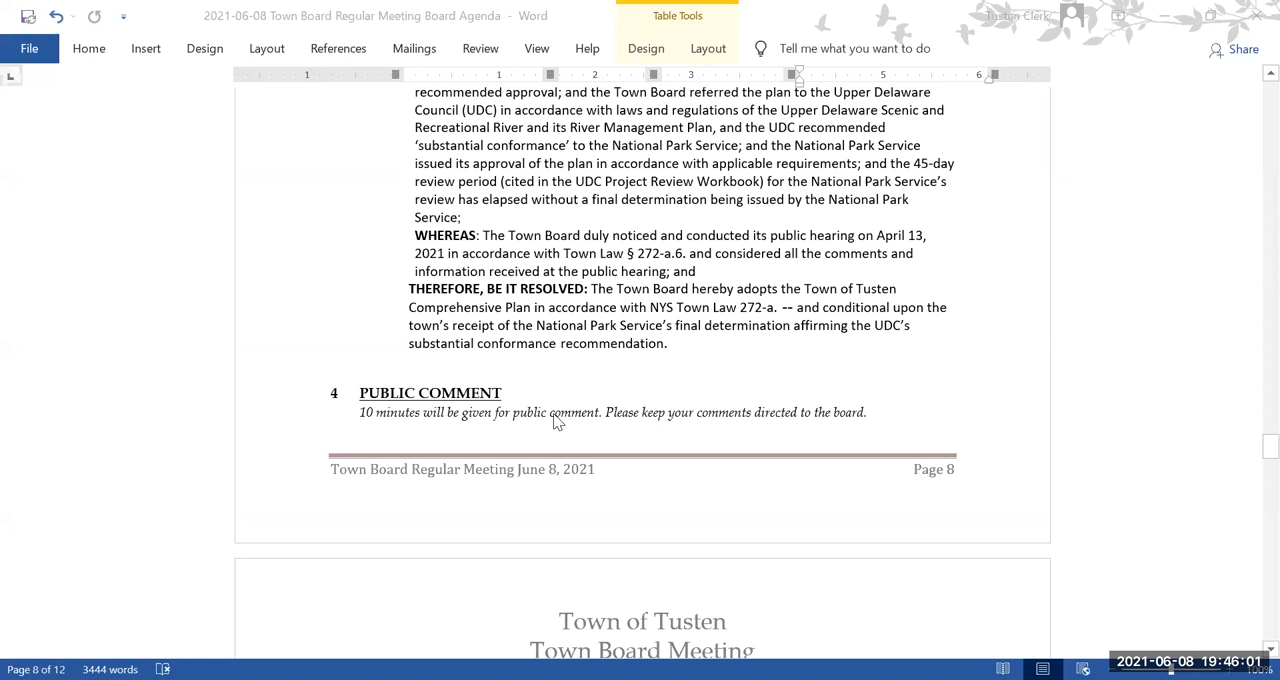 2021-06-08 Town Board Regular Meeting Board Agenda - Word
Table Tools
Tusten Clerk
File Home Insert Design Layout References Mailings Review View Help Design Layout Tell me what you want to do Share
1 1 2 3 5 6
recommended approval; and the Town Board referred the plan to the Upper Delaware
Council (UDC) in accordance with laws and regulations of the Upper Delaware Scenic and
Recreational River and its River Management Plan, and the UDC recommended
‘substantial conformance’ to the National Park Service; and the National Park Service
issued its approval of the plan in accordance with applicable requirements; and the 45-day
review period (cited in the UDC Project Review Workbook) for the National Park Service’s
review has elapsed without a final determination being issued by the National Park
Service;
WHEREAS: The Town Board duly noticed and conducted its public hearing on April 13,
2021 in accordance with Town Law § 272-a.6. and considered all the comments and
information received at the public hearing; and
THEREFORE, BE IT RESOLVED: The Town Board hereby adopts the Town of Tusten
Comprehensive Plan in accordance with NYS Town Law 272-a. -- and conditional upon the
town’s receipt of the National Park Service’s final determination affirming the UDC’s
substantial conformance recommendation.
4 PUBLIC COMMENT
10 minutes will be given for public comment. Please keep your comments directed to the board.
Town Board Regular Meeting June 8, 2021 Page 8
Town of Tusten
Town Board Meeting
Page 8 of 12 3444 words 2021-06-08 19:46:01 100%